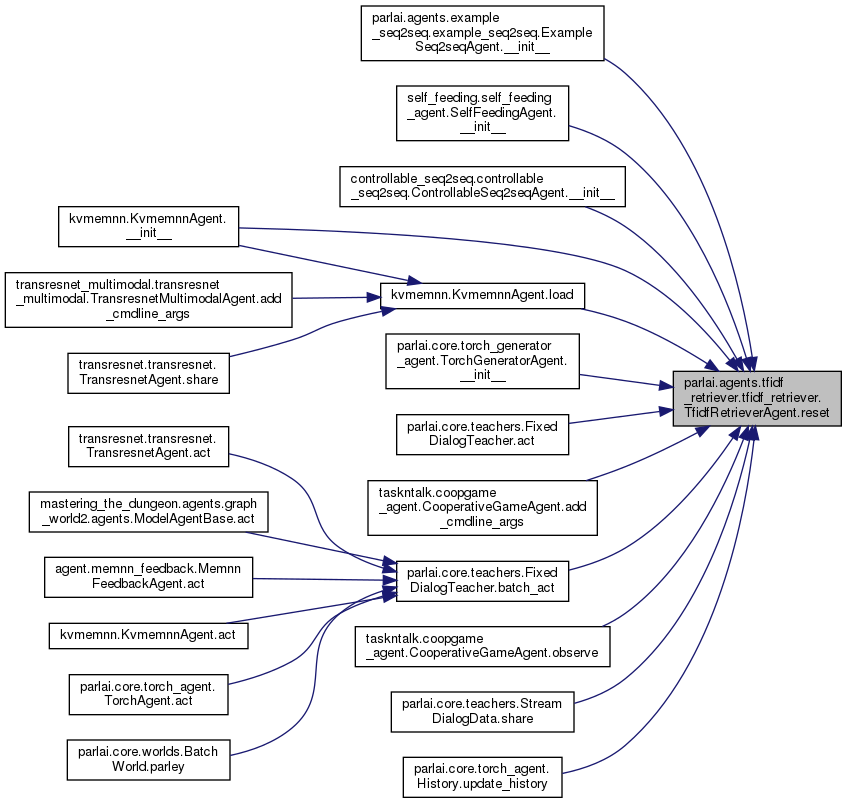 parlai.agents.example
_seq2seq.example_seq2seq.Example
Seq2seqAgent.__init__
self_feeding.self_feeding
_agent.SelfFeedingAgent.
__init__
controllable_seq2seq.controllable
_seq2seq.ControllableSeq2seqAgent.__init__
kvmemnn.KvmemnnAgent.
__init__
transresnet_multimodal.transresnet
_multimodal.TransresnetMultimodalAgent.add
_cmdline_args
kvmemnn.KvmemnnAgent.load
transresnet.transresnet.
TransresnetAgent.share
parlai.core.torch_generator
_agent.TorchGeneratorAgent.
__init__
parlai.agents.tfidf
_retriever.tfidf_retriever.
TfidfRetrieverAgent.reset
parlai.core.teachers.Fixed
DialogTeacher.act
transresnet.transresnet.
TransresnetAgent.act
taskntalk.coopgame
_agent.CooperativeGameAgent.add
_cmdline_args
mastering_the_dungeon.agents.graph
_world2.agents.ModelAgentBase.act
agent.memnn_feedback.Memnn
FeedbackAgent.act
parlai.core.teachers.Fixed
DialogTeacher.batch_act
kvmemnn.KvmemnnAgent.act
taskntalk.coopgame
_agent.CooperativeGameAgent.observe
parlai.core.torch_agent.
TorchAgent.act
parlai.core.teachers.Stream
DialogData.share
parlai.core.worlds.Batch
World.parley
parlai.core.torch_agent.
History.update_history